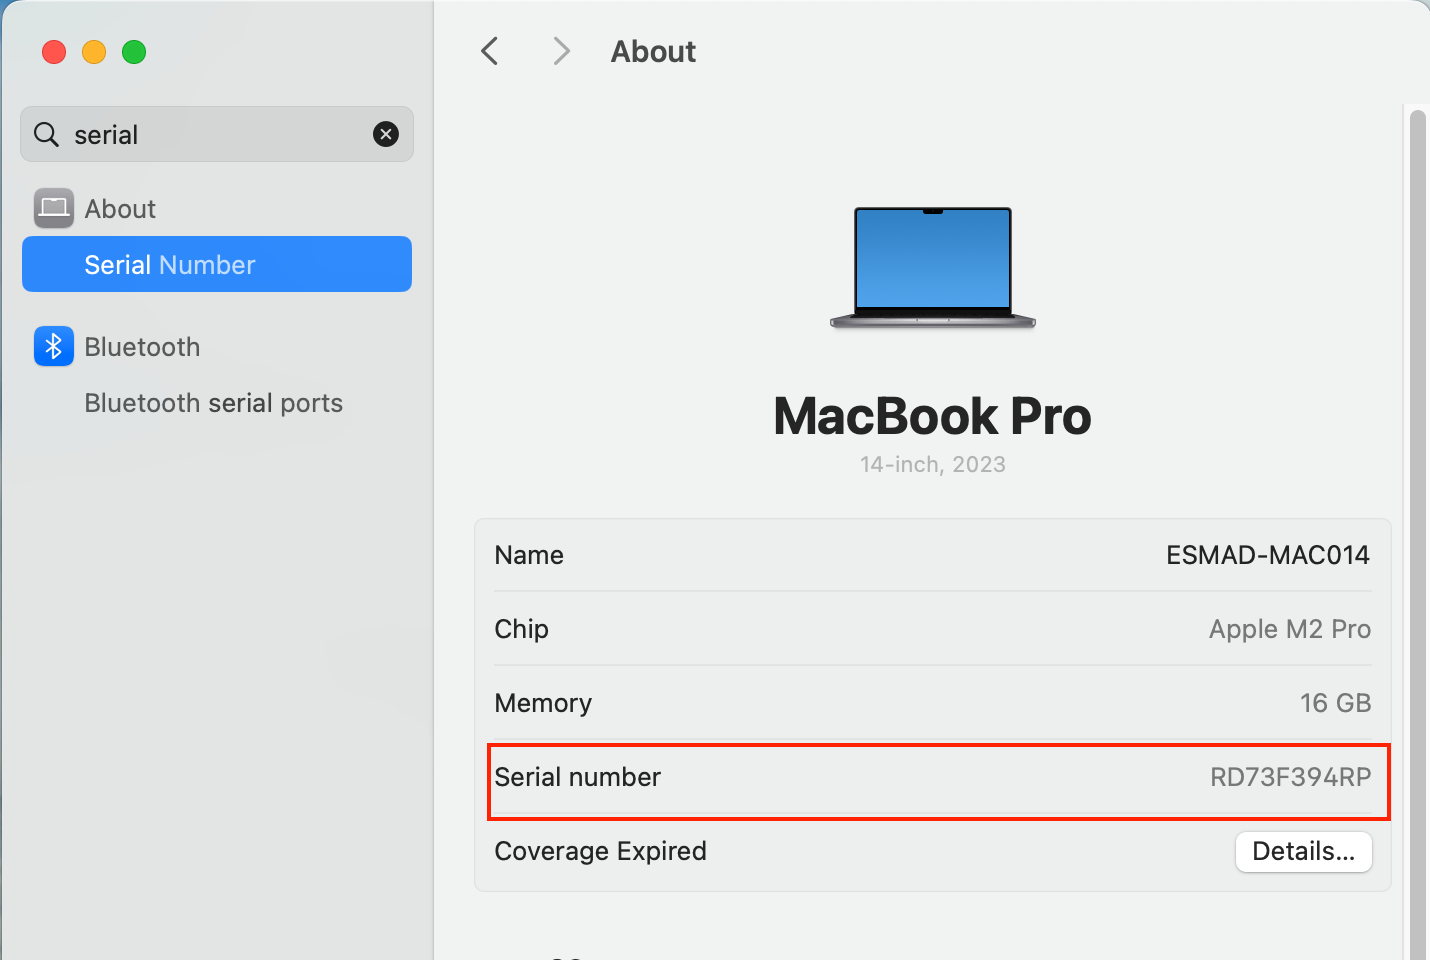 About
serial
About
Serial Number
Bluetooth
Bluetooth serial ports
MacBook Pro
14-inch, 2023
Name ESMAD-MAC014
Chip Apple M2 Pro
Memory 16 GB
Serial number RD73F394RP
Coverage Expired Details...